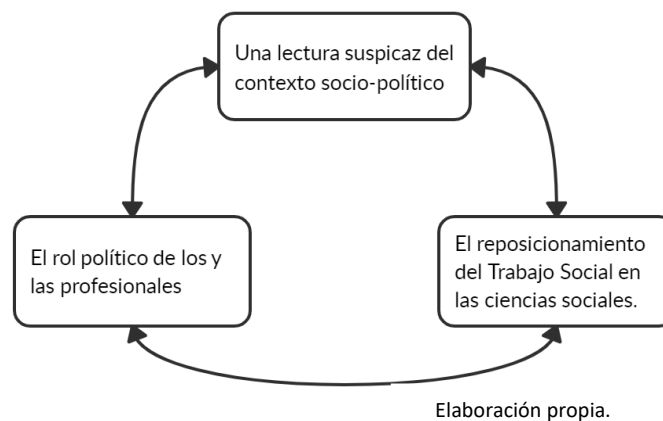 Una lectura suspicaz del
contexto socio-político
El rol político de los y
las profesionales
El reposicionamiento
del Trabajo Social en
las ciencias sociales.
Elaboración propia.